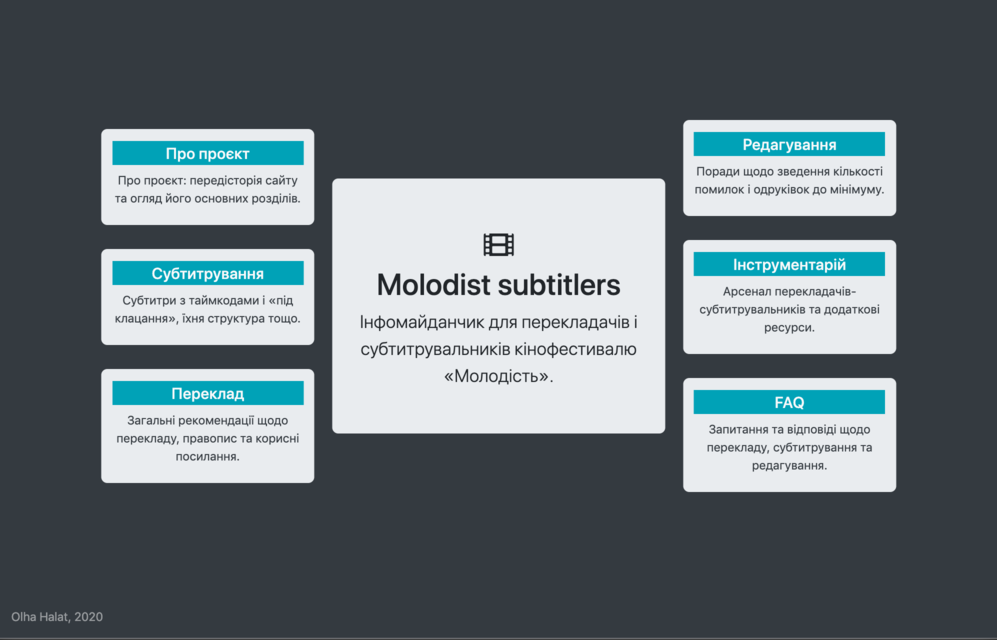 Про проєкт
Про проєкт: передісторія сайту
та огляд його основних розділів.
Субтитрування
Субтитри з таймкодами і «під
клацання», їхня структура тощо.
Переклад
Загальні рекомендації щодо
перекладу, правопис та корисні
посилання.
Molodist subtitlers
Інфомайданчик для перекладачів і
субтитрувальників кінофестивалю
«Молодість».
Редагування
Поради щодо зведення кількості
помилок і одруківок до мінімуму.
Інструментарій
Арсенал перекладачів-
субтитрувальників та додаткові
ресурси.
FAQ
Запитання та відповіді щодо
перекладу, субтитрування та
редагування.
Olha Halat, 2020